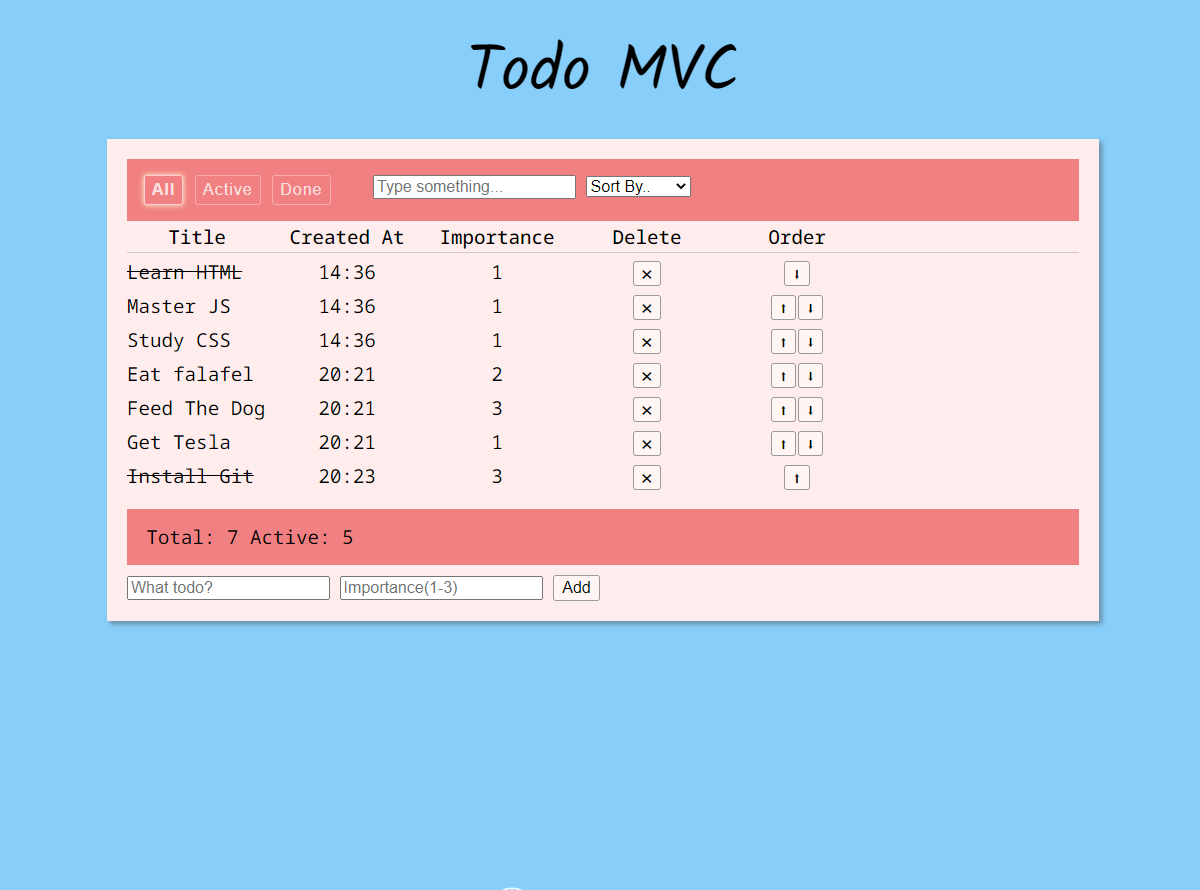 Todo MVC
All Active Done Type something... Sort By..
Title Created At Importance Delete Order
Learn HTML 14:36 1 × ⬇
Master JS 14:36 1 × ⬆ ⬇
Study CSS 14:36 1 × ⬆ ⬇
Eat falafel 20:21 2 × ⬆ ⬇
Feed The Dog 20:21 3 × ⬆ ⬇
Get Tesla 20:21 1 × ⬆ ⬇
Install Git 20:23 3 × ⬆
Total: 7 Active: 5
What todo? Importance(1-3) Add